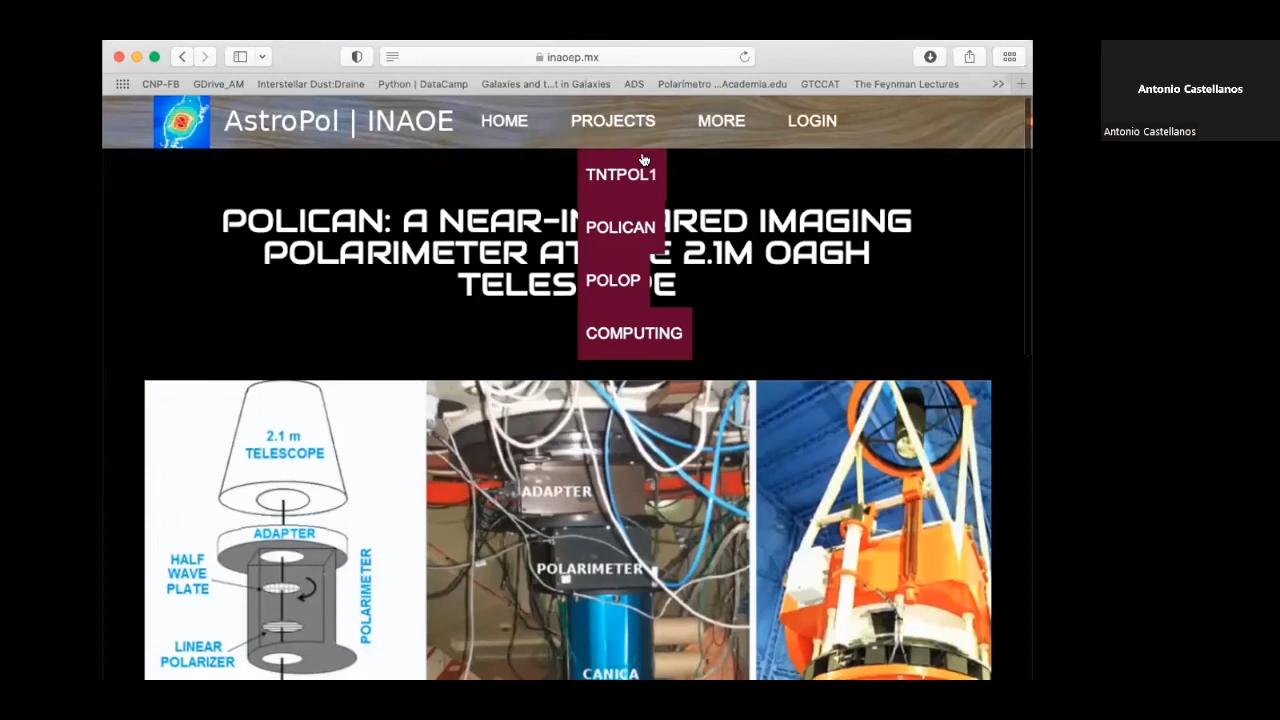 inaoep.mx
CNP-FB GDrive_AM Interstellar Dust:Draine Python | DataCamp Galaxies and t...t in Galaxies ADS Polarímetro ...Academia.edu GTCCAT The Feynman Lectures
AstroPol | INAOE HOME PROJECTS MORE LOGIN
TNTPOL1
POLICAN
POLOP
COMPUTING
POLICAN: A NEAR-IN ARED IMAGING
POLARIMETER AT E 2.1M OAGH
TELES E
2.1 m
TELESCOPE
ADAPTER
HALF
WAVE
PLATE
LINEAR
POLARIZER
POLARIMETER
ADAPTER
POLARIMETER
CANICA
Antonio Castellanos
Antonio Castellanos